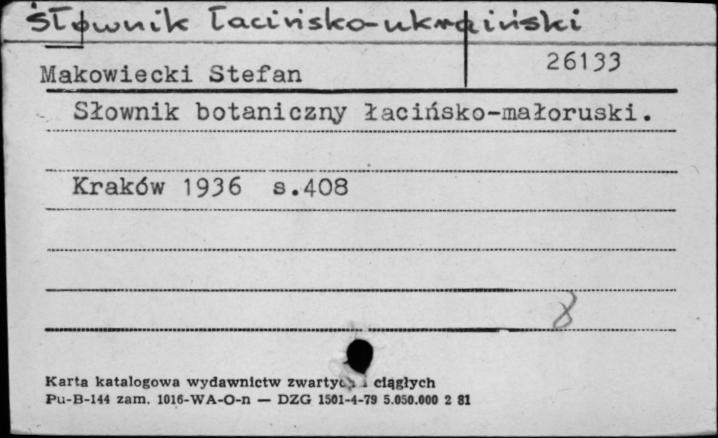 Słownik łacińsko-ukraiński
Makowiecki Stefan 26133
Słownik botaniczny łacińsko-małoruski.
Kraków 1936 s.408
8
Karta katalogowa wydawnictw zwartych i ciągłych
Pu-B-144 zam. 1016-WA-O-n — DZG 1501-4-79 5.050.000 2 81